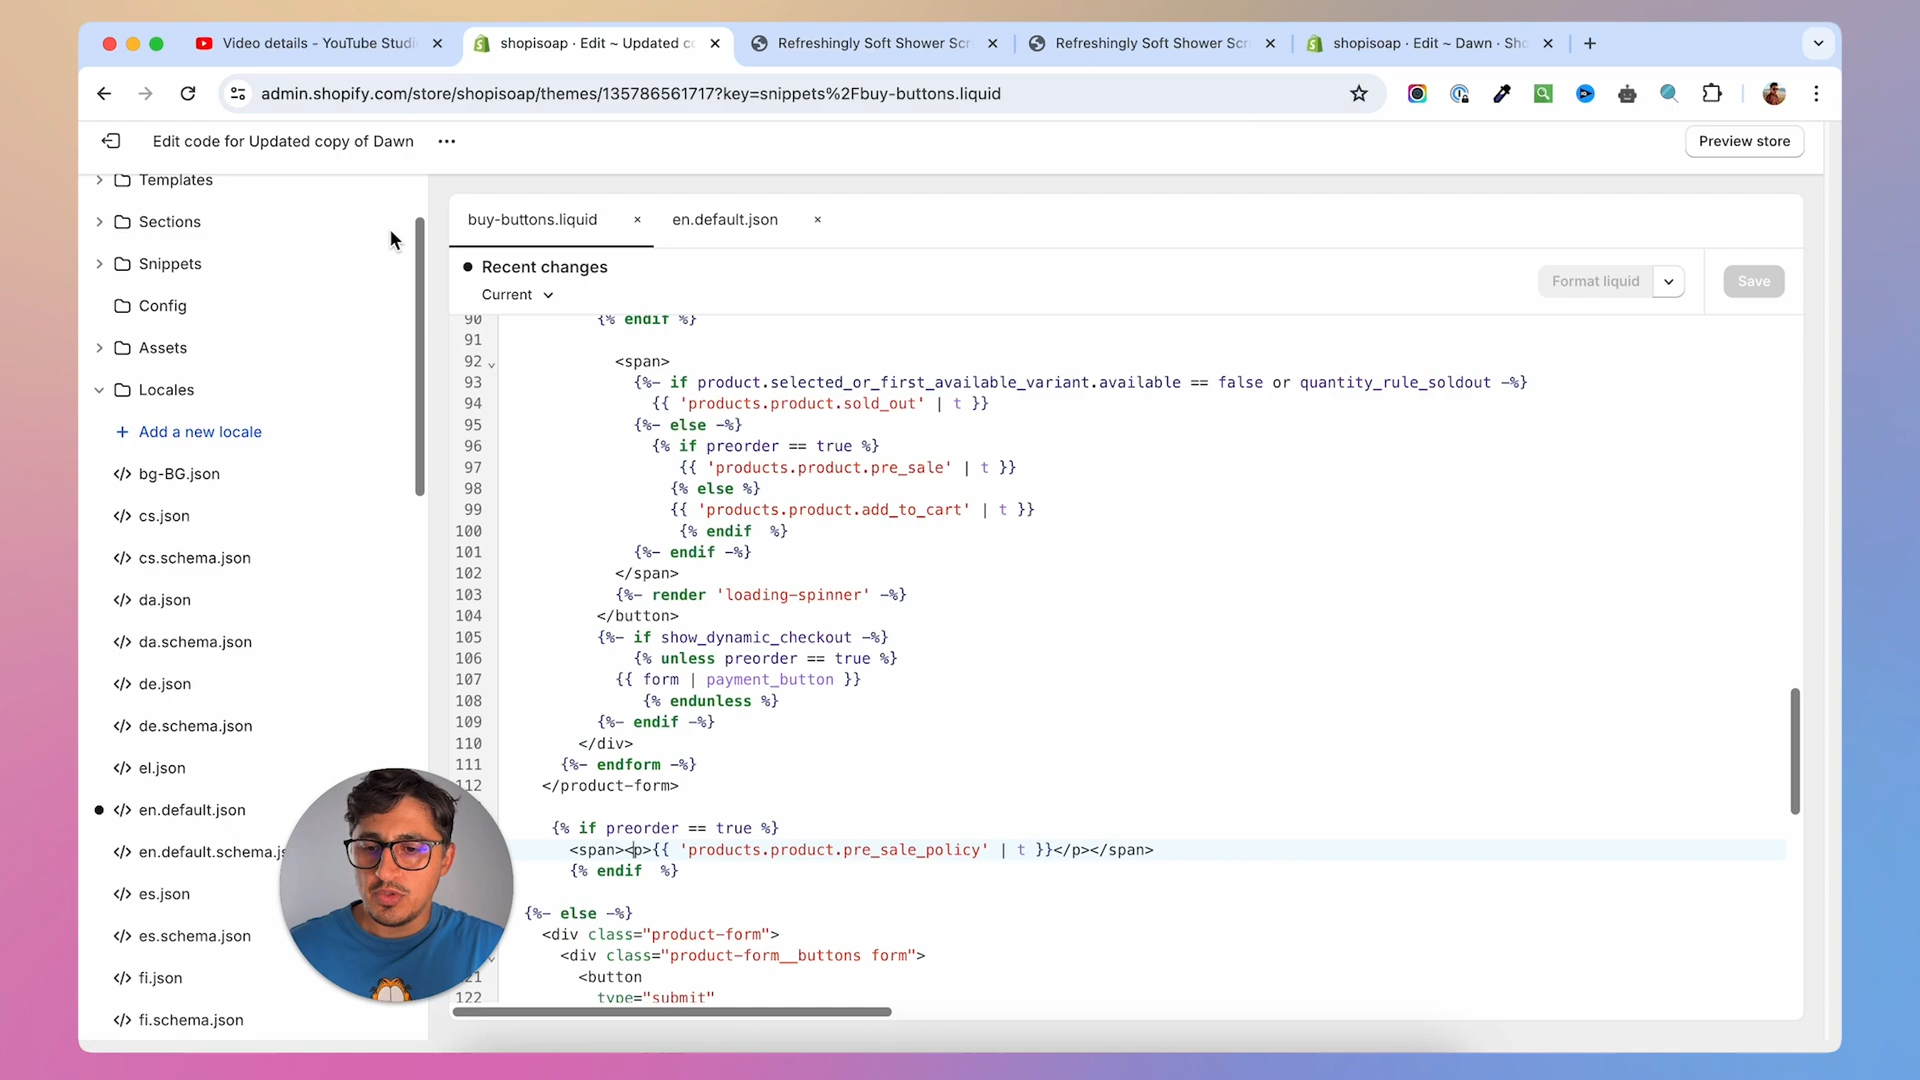 Video details - YouTube Studi
shopisoap · Edit ~ Updated co
Refreshingly Soft Shower Scr
Refreshingly Soft Shower Scr
shopisoap · Edit ~ Dawn · Sho
admin.shopify.com/store/shopisoap/themes/135786561717?key=snippets%2Fbuy-buttons.liquid
Edit code for Updated copy of Dawn
Preview store
Templates
Sections
Snippets
Config
Assets
Locales
+ Add a new locale
</> bg-BG.json
</> cs.json
</> cs.schema.json
</> da.json
</> da.schema.json
</> de.json
</> de.schema.json
</> el.json
</> en.default.json
</> en.default.schema.js
</> es.json
</> es.schema.json
</> fi.json
</> fi.schema.json
buy-buttons.liquid
en.default.json
Recent changes
Current
Format liquid
Save
90 {% endif %}
91
92 <span>
93 {%- if product.selected_or_first_available_variant.available == false or quantity_rule_soldout -%}
94 {{ 'products.product.sold_out' | t }}
95 {%- else -%}
96 {% if preorder == true %}
97 {{ 'products.product.pre_sale' | t }}
98 {% else %}
99 {{ 'products.product.add_to_cart' | t }}
100 {% endif  %}
101 {%- endif -%}
102 </span>
103 {%- render 'loading-spinner' -%}
104 </button>
105 {%- if show_dynamic_checkout -%}
106 {% unless preorder == true %}
107 {{ form | payment_button }}
108 {% endunless %}
109 {%- endif -%}
110 </div>
111 {%- endform -%}
112 </product-form>
{% if preorder == true %}
<span><p>{{ 'products.product.pre_sale_policy' | t }}</p></span>
{% endif  %}
{%- else -%}
<div class="product-form">
<div class="product-form__buttons form">
21 <button
122 type="submit"